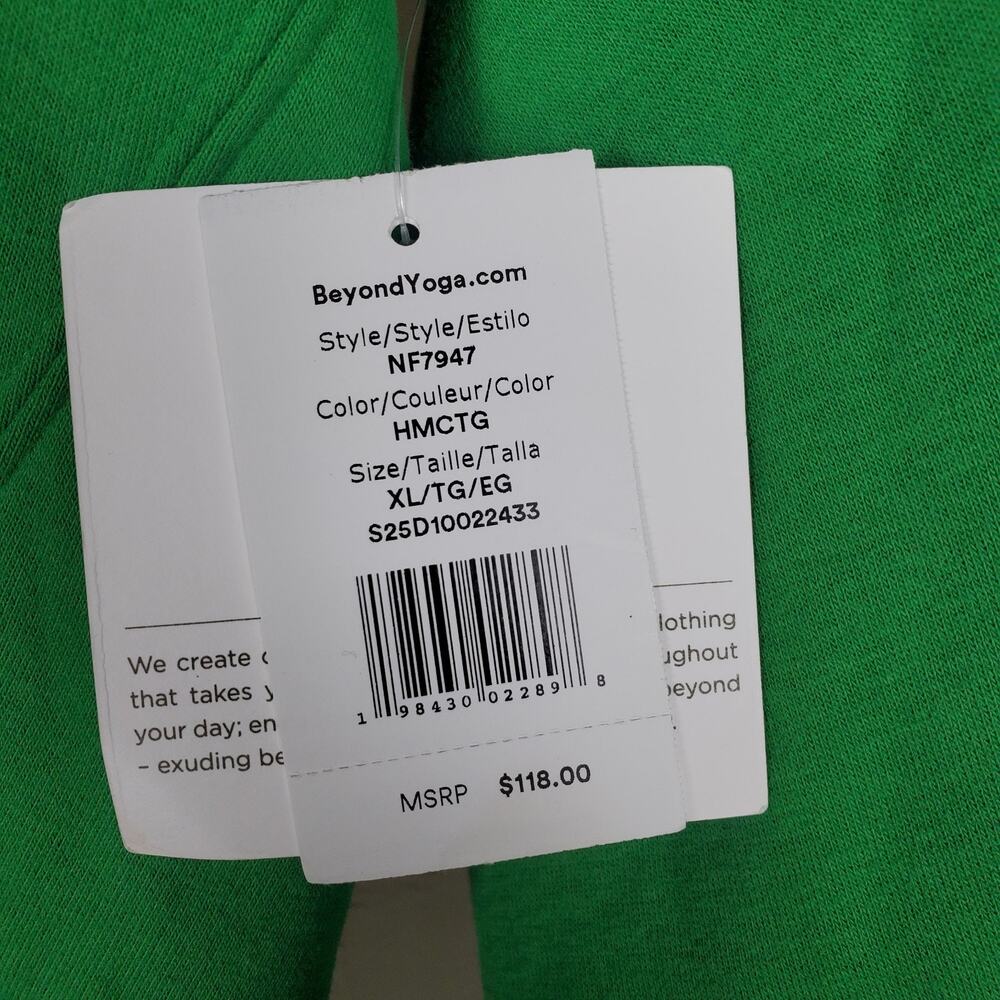 BeyondYoga.com
Style/Style/Estilo
NF7947
Color/Couleur/Color
HMCTG
Size/Taille/Talla
XL/TG/EG
S25D10022433
1 98430 02289 8
MSRP $118.00
We create
that takes
your day; en
– exuding be
lothing
ughout
beyond